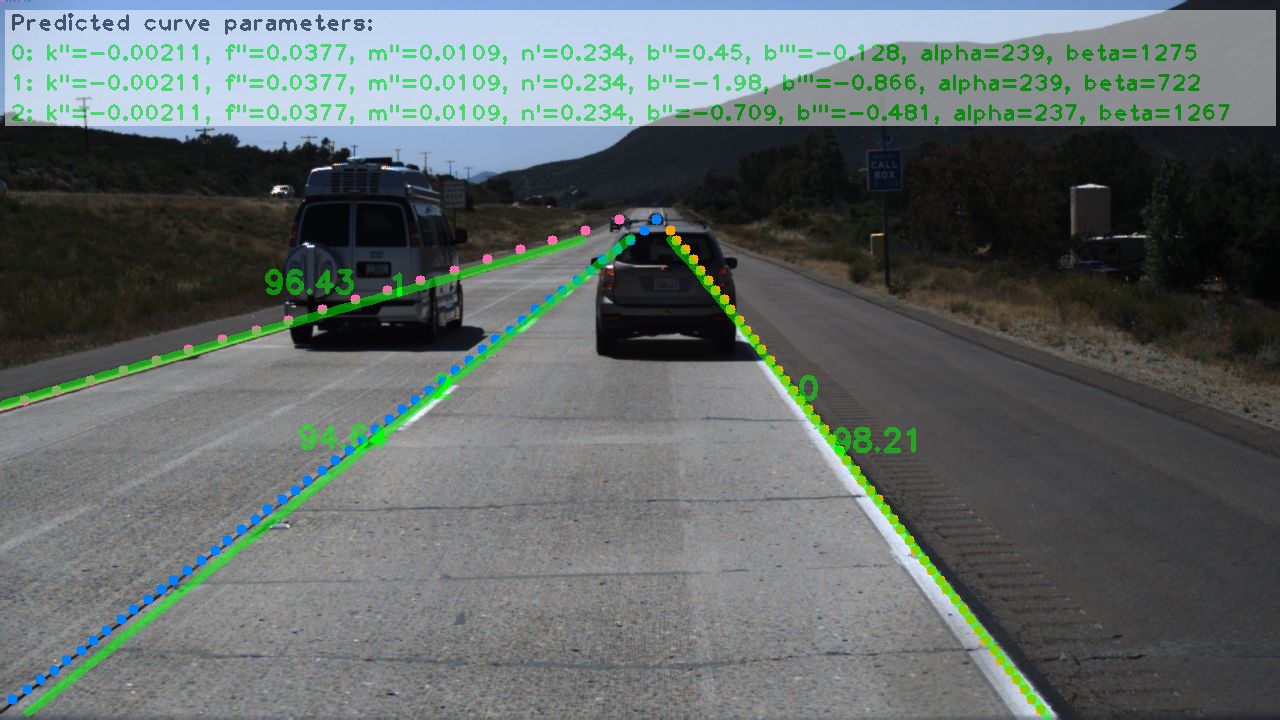 Predicted curve parameters:
0: k''=-0.00211, f''=0.0377, m''=0.0109, n'=0.234, b''=0.45, b'''=-0.128, alpha=239, beta=1275
1: k''=-0.00211, f''=0.0377, m''=0.0109, n'=0.234, b''=-1.98, b'''=-0.866, alpha=239, beta=722
2: k''=-0.00211, f''=0.0377, m''=0.0109, n'=0.234, b''=-0.709, b'''=-0.481, alpha=237, beta=1267
CALL
BOX
96.43
1
0
98.21